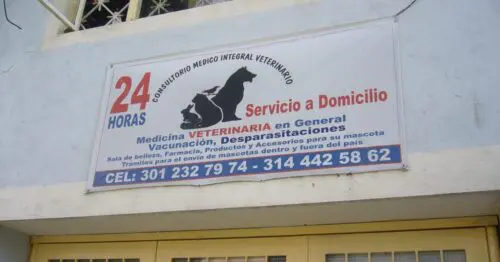 24
HORAS
CONSULTORIO MEDICO INTEGRAL VETERINARIO
Servicio a Domicilio
Medicina VETERINARIA en General
Vacunación, Desparasitaciones
Sala de belleza, Farmacia, Productos y Accesorios para su mascota
Tramites para el envio de mascotas dentro y fuera del pais
CEL: 301 232 79 74 - 314 442 58 62